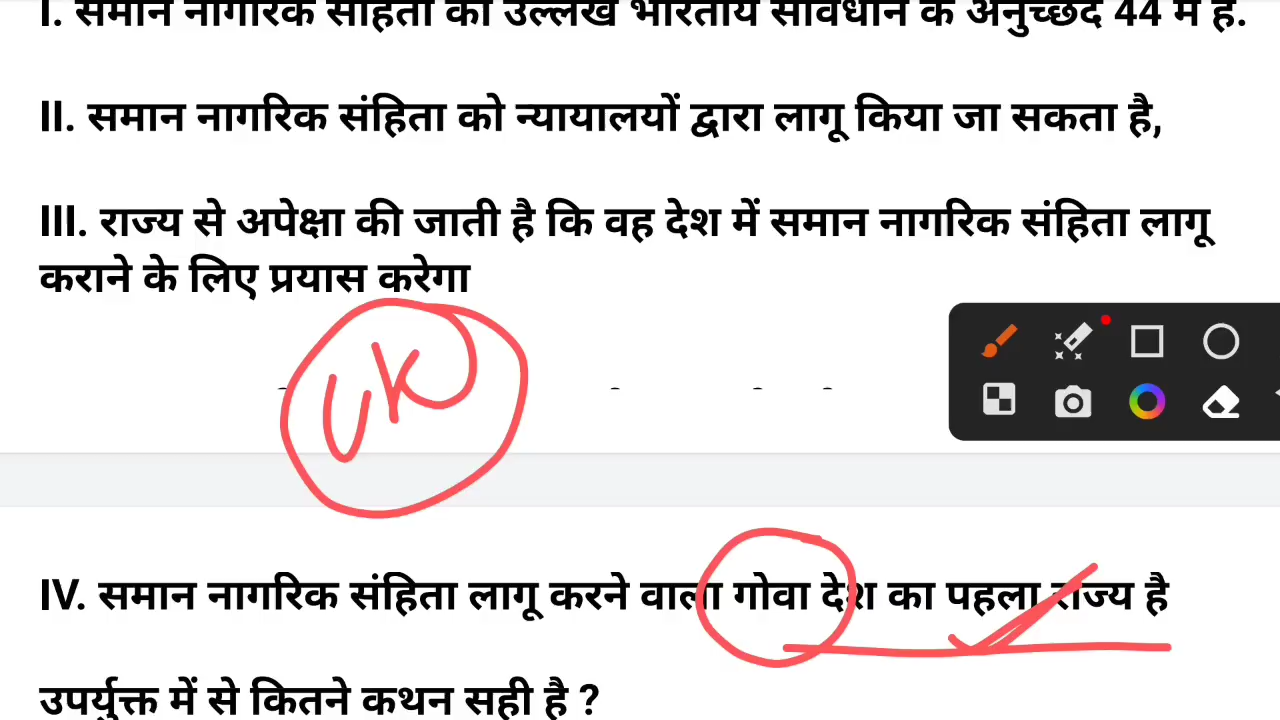 I. समान नागरिक संहिता का उल्लेख भारतीय संविधान के अनुच्छेद 44 में है.
II. समान नागरिक संहिता को न्यायालयों द्वारा लागू किया जा सकता है,
III. राज्य से अपेक्षा की जाती है कि वह देश में समान नागरिक संहिता लागू
कराने के लिए प्रयास करेगा
UK
IV. समान नागरिक संहिता लागू करने वाला गोवा देश का पहला राज्य है
उपर्युक्त में से कितने कथन सही है ?